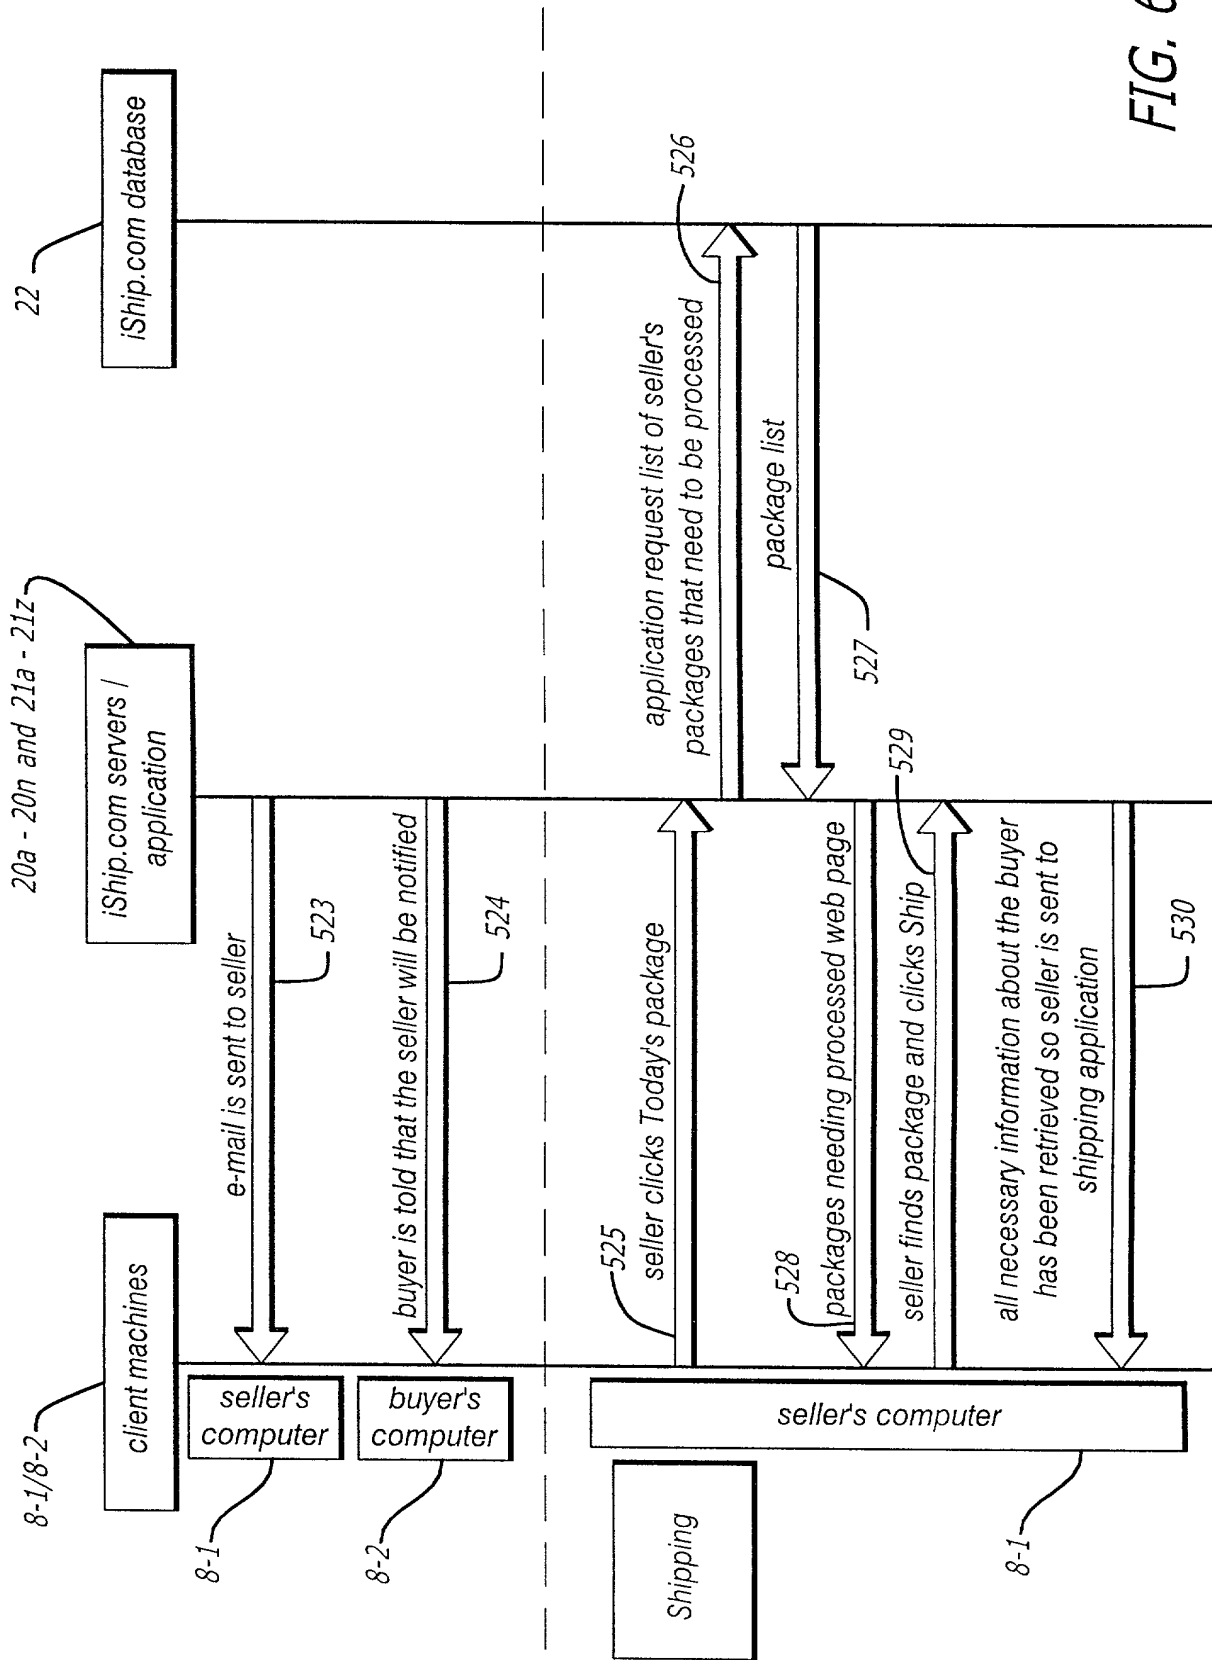 8-1/8-2
20a - 20n and 21a - 21z
22
client machines
iShip.com servers /
application
iShip.com database
8-1
seller's
computer
e-mail is sent to seller
523
8-2
buyer's
computer
buyer is told that the seller will be notified
524
Shipping
seller's computer
8-1
525
seller clicks Today's package
application request list of seller's
packages that need to be processed
526
package list
527
528
packages needing processed web page
seller finds package and clicks Ship
529
all necessary information about the buyer
has been retrieved so seller is sent to
shipping application
530